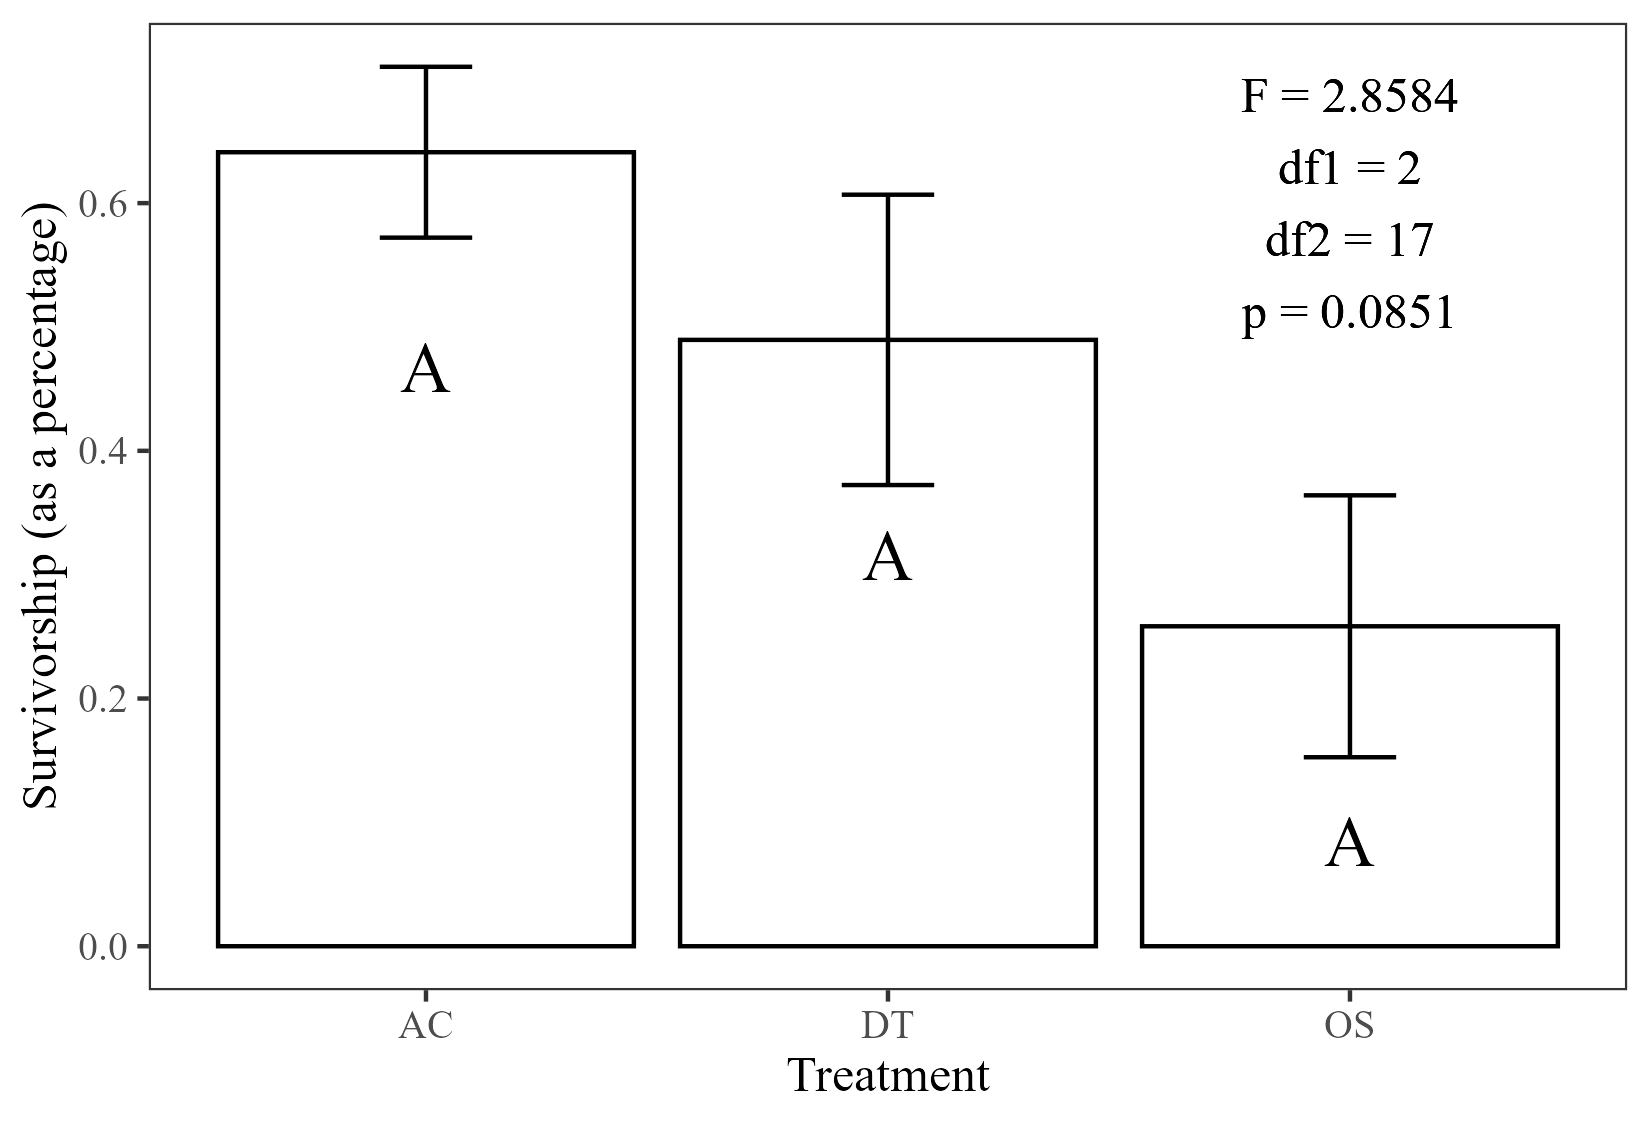 F = 2.8584
df1 = 2
df2 = 17
p = 0.0851
Survivorship (as a percentage)
0.6
0.4
0.2
0.0
A
A
A
AC
DT
OS
Treatment